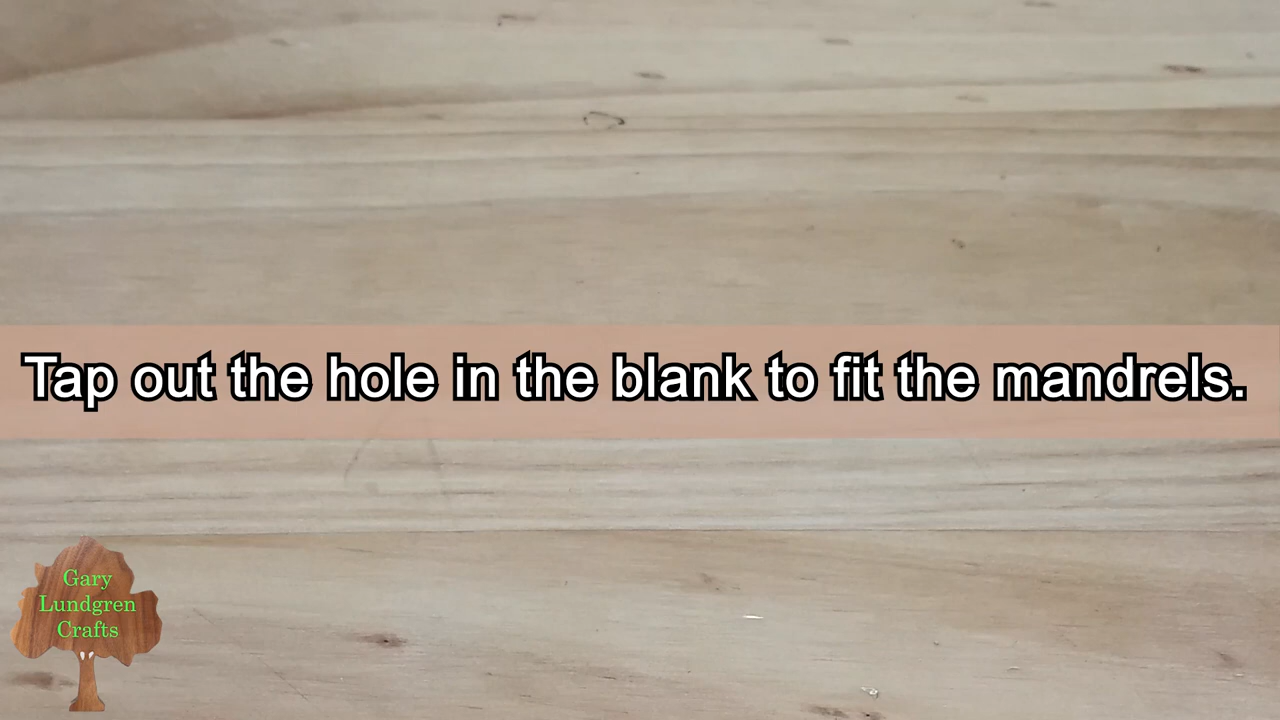 Tap out the hole in the blank to fit the mandrels.
Gary
Lundgren
Crafts